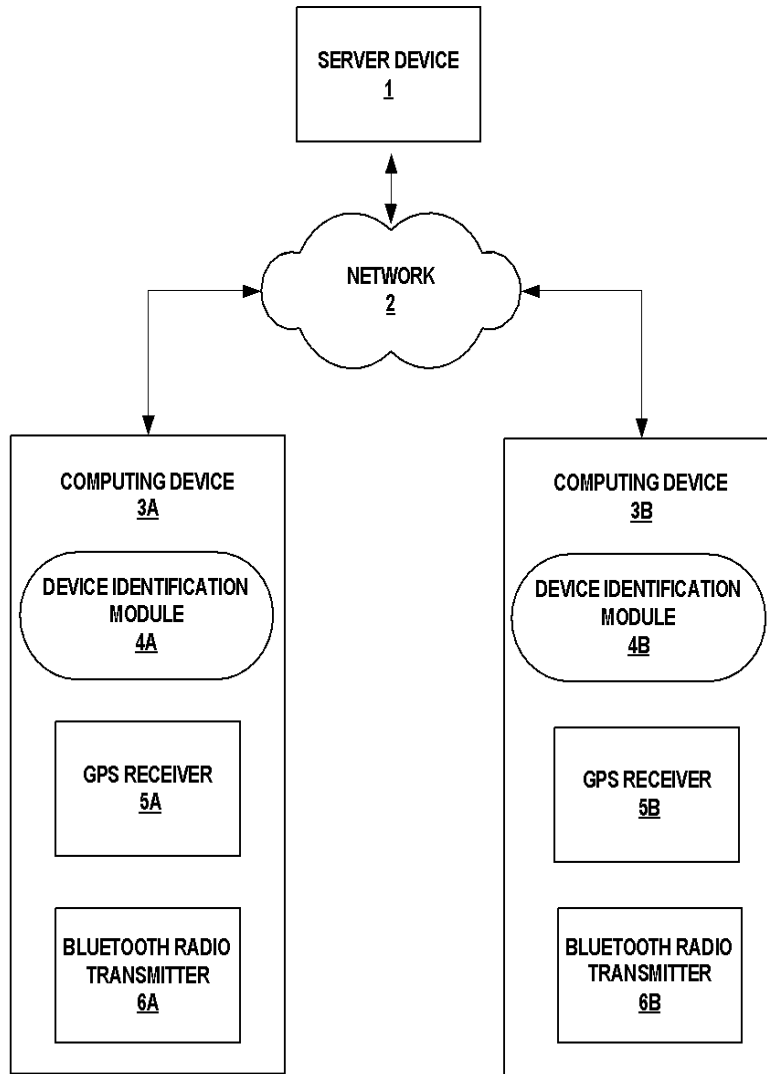 SERVER DEVICE
1
NETWORK
2
COMPUTING DEVICE
3A
DEVICE IDENTIFICATION
MODULE
4A
GPS RECEIVER
5A
BLUETOOTH RADIO
TRANSMITTER
6A
COMPUTING DEVICE
3B
DEVICE IDENTIFICATION
MODULE
4B
GPS RECEIVER
5B
BLUETOOTH RADIO
TRANSMITTER
6B